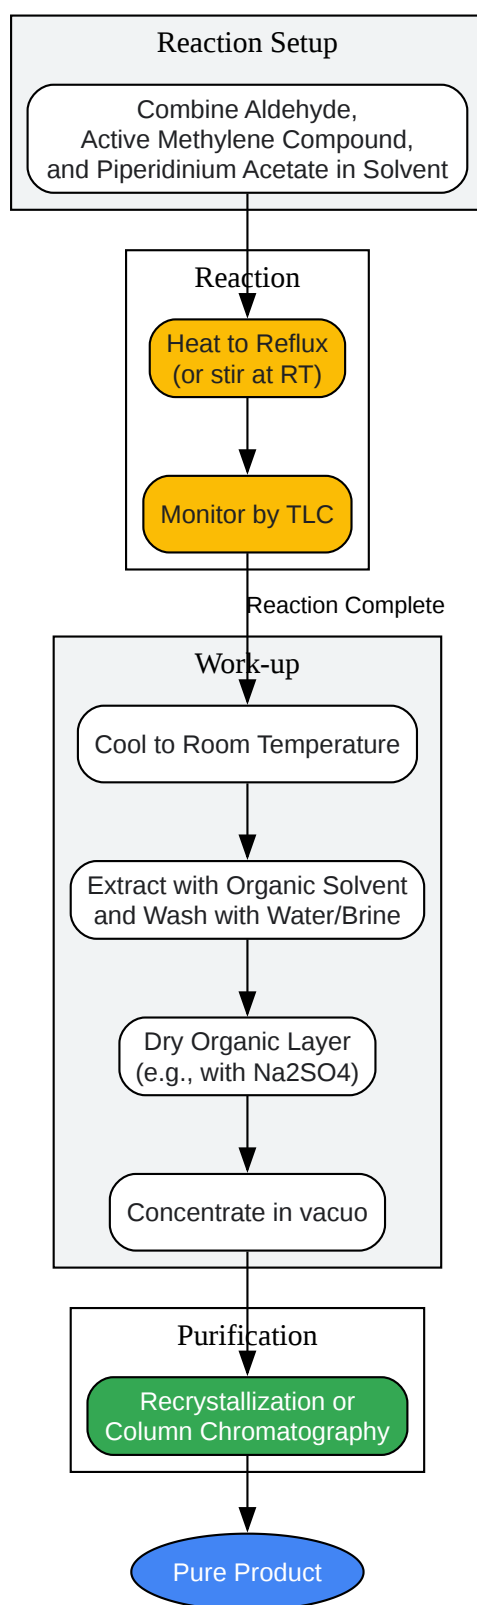 Reaction Setup
Combine Aldehyde,
Active Methylene Compound,
and Piperidinium Acetate in Solvent
Reaction
Heat to Reflux
(or stir at RT)
Monitor by TLC
Reaction Complete
Work-up
Cool to Room Temperature
Extract with Organic Solvent
and Wash with Water/Brine
Dry Organic Layer
(e.g., with Na2SO4)
Concentrate in vacuo
Purification
Recrystallization or
Column Chromatography
Pure Product